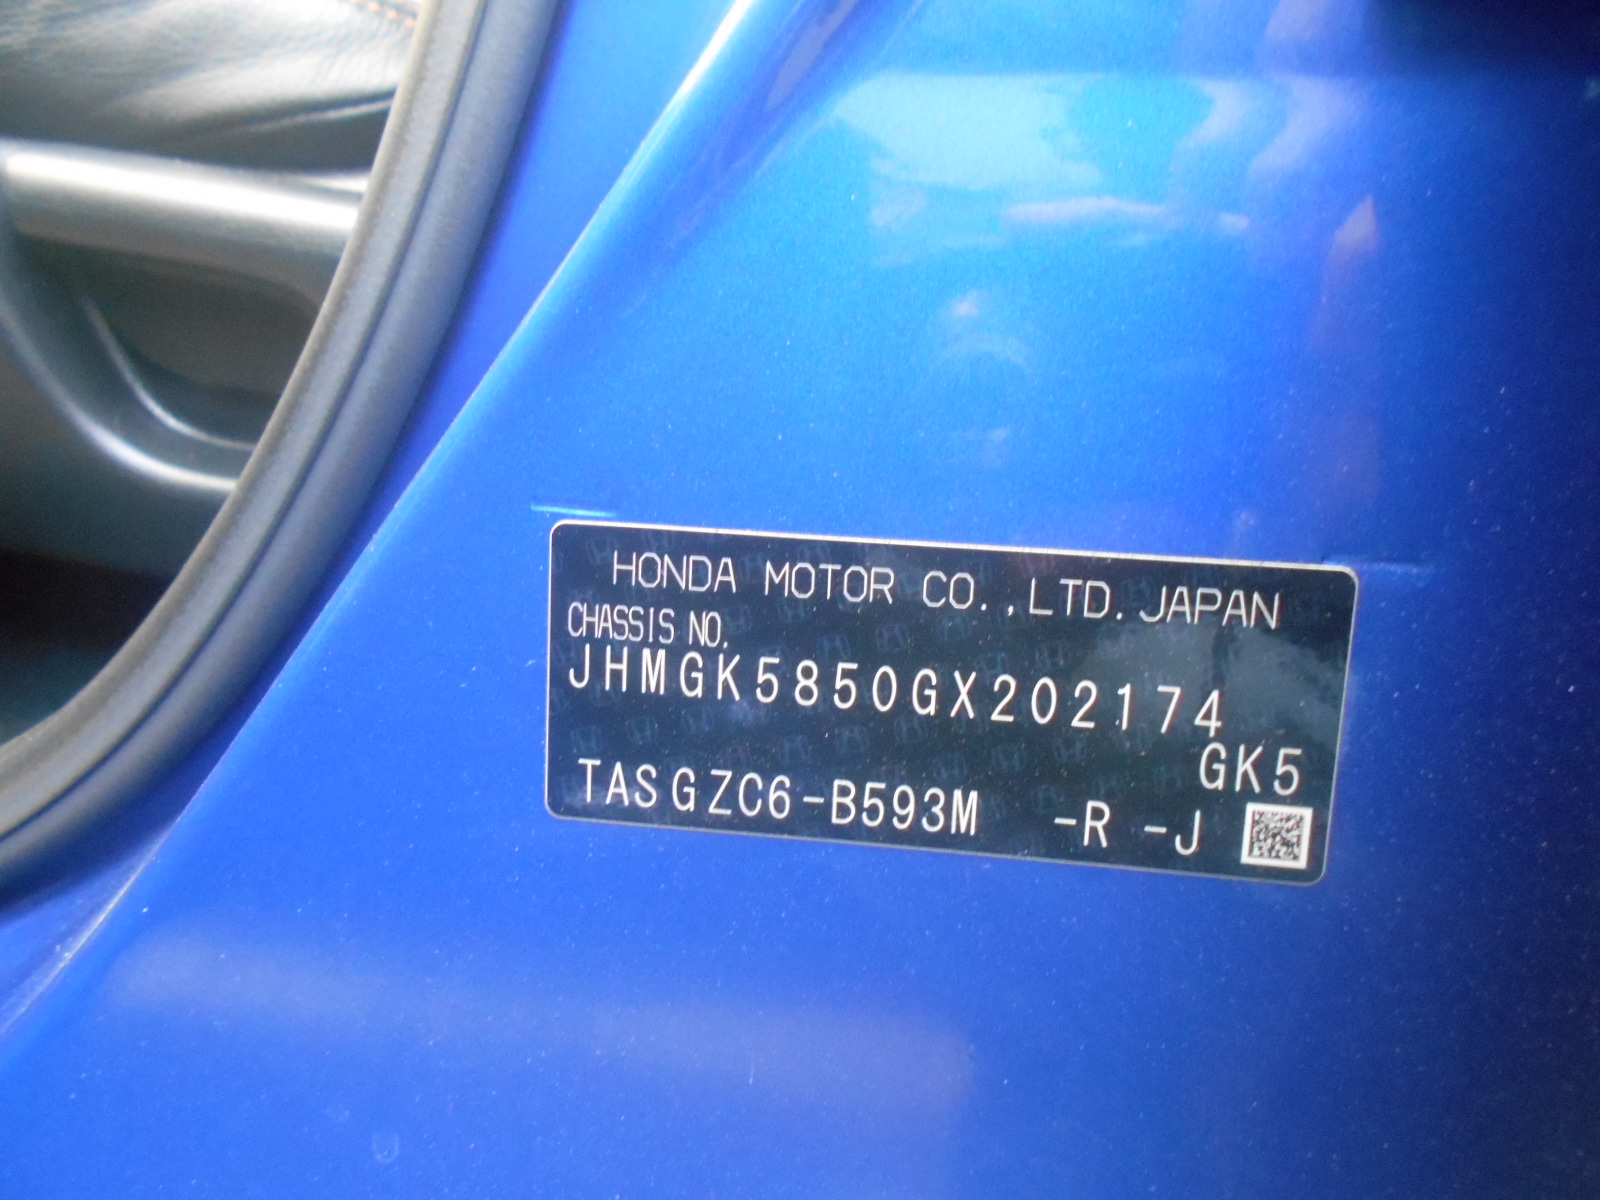 HONDA MOTOR CO.,LTD.JAPAN
CHASSIS NO.
JHMGK5850GX202174
GK5
TASGZC6-B593M -R -J